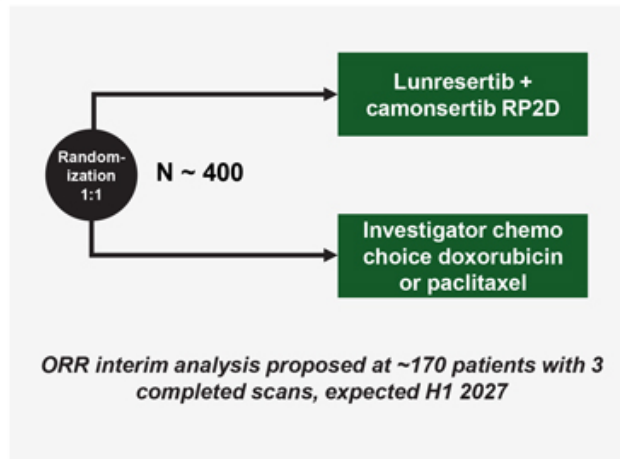 Lunresertib +
camonsertib RP2D
Random-
ization
1:1
N ~ 400
Investigator chemo
choice doxorubicin
or paclitaxel
ORR interim analysis proposed at ~170 patients with 3
completed scans, expected H1 2027